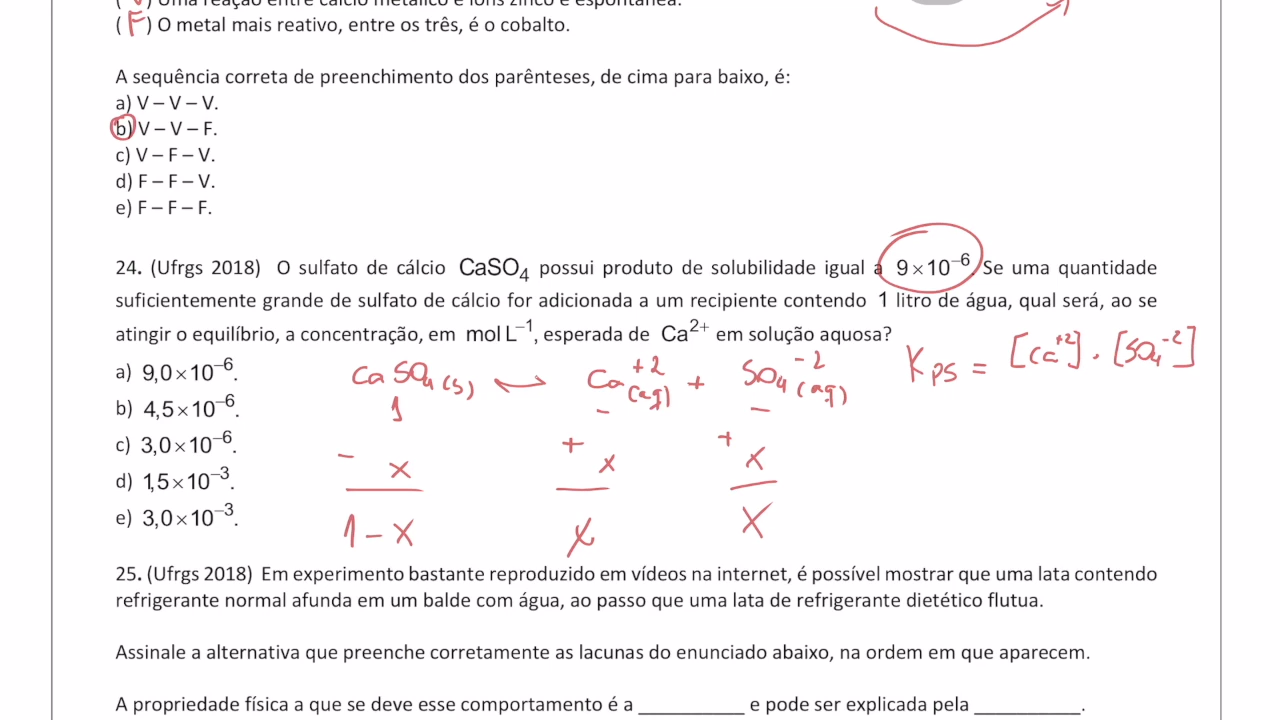 ( V) Uma reação entre cálcio metálico e íons zinco é espontânea.
( F) O metal mais reativo, entre os três, é o cobalto.
A sequência correta de preenchimento dos parênteses, de cima para baixo, é:
a) V – V – V.
b) V – V – F.
c) V – F – V.
d) F – F – V.
e) F – F – F.
24. (Ufrgs 2018) O sulfato de cálcio CaSO₄ possui produto de solubilidade igual a 9×10⁻⁶. Se uma quantidade
suficientemente grande de sulfato de cálcio for adicionada a um recipiente contendo 1 litro de água, qual será, ao se
atingir o equilíbrio, a concentração, em mol L⁻¹, esperada de Ca²⁺ em solução aquosa?
Kps = [Ca⁺²] . [SO₄⁻²]
a) 9,0×10⁻⁶.
b) 4,5×10⁻⁶.
c) 3,0×10⁻⁶.
d) 1,5×10⁻³.
e) 3,0×10⁻³.
CaSO₄(s) ↔ Ca⁺²(aq) + SO₄⁻²(aq)
1 – –
– x + x + x
1 – x x x
25. (Ufrgs 2018) Em experimento bastante reproduzido em vídeos na internet, é possível mostrar que uma lata contendo
refrigerante normal afunda em um balde com água, ao passo que uma lata de refrigerante dietético flutua.
Assinale a alternativa que preenche corretamente as lacunas do enunciado abaixo, na ordem em que aparecem.
A propriedade física a que se deve esse comportamento é a __________ e pode ser explicada pela __________.